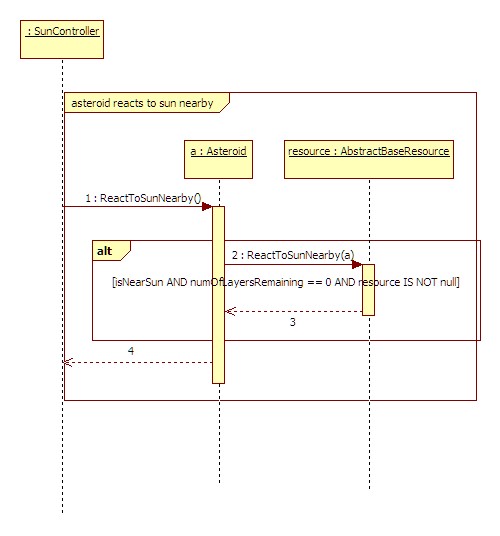 : SunController
asteroid reacts to sun nearby
a : Asteroid
resource : AbstractBaseResource
1 : ReactToSunNearby()
alt
2 : ReactToSunNearby(a)
[isNearSun AND numOfLayersRemaining == 0 AND resource IS NOT null]
3
4